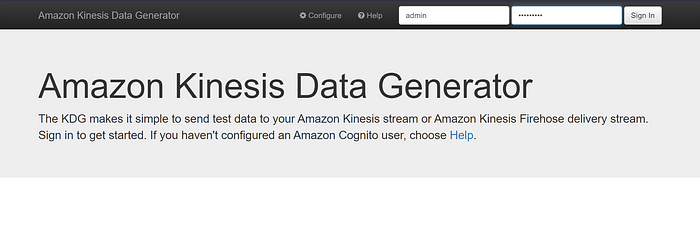 Amazon Kinesis Data Generator Configure Help admin ········· Sign In
Amazon Kinesis Data Generator
The KDG makes it simple to send test data to your Amazon Kinesis stream or Amazon Kinesis Firehose delivery stream.
Sign in to get started. If you haven't configured an Amazon Cognito user, choose Help.